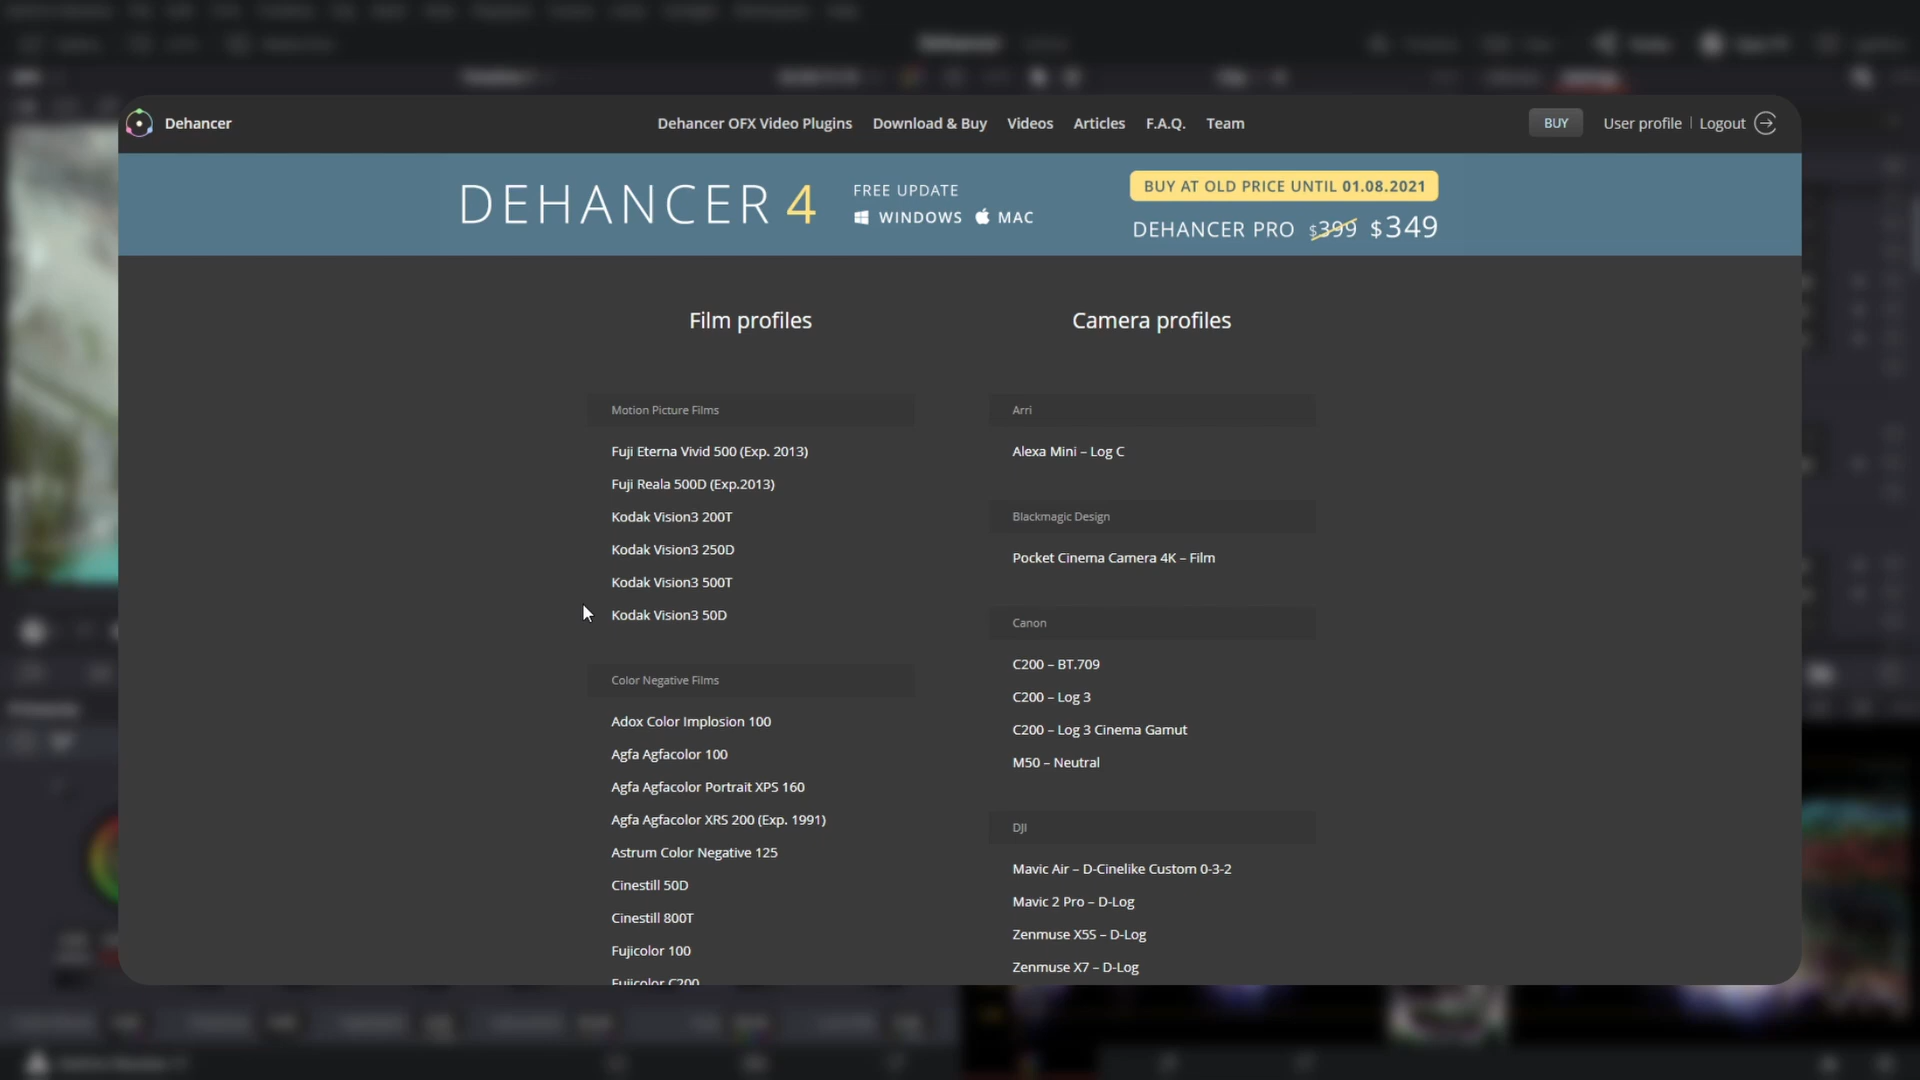 Dehancer
Dehancer OFX Video Plugins Download & Buy Videos Articles F.A.Q. Team
BUY User profile | Logout
DEHANCER 4
FREE UPDATE
WINDOWS MAC
BUY AT OLD PRICE UNTIL 01.08.2021
DEHANCER PRO $399 $349
Film profiles
Motion Picture Films
Fuji Eterna Vivid 500 (Exp. 2013)
Fuji Reala 500D (Exp.2013)
Kodak Vision3 200T
Kodak Vision3 250D
Kodak Vision3 500T
Kodak Vision3 50D
Color Negative Films
Adox Color Implosion 100
Agfa Agfacolor 100
Agfa Agfacolor Portrait XPS 160
Agfa Agfacolor XRS 200 (Exp. 1991)
Astrum Color Negative 125
Cinestill 50D
Cinestill 800T
Fujicolor 100
Fujicolor C200
Camera profiles
Arri
Alexa Mini – Log C
Blackmagic Design
Pocket Cinema Camera 4K – Film
Canon
C200 – BT.709
C200 – Log 3
C200 – Log 3 Cinema Gamut
M50 – Neutral
DJI
Mavic Air – D-Cinelike Custom 0-3-2
Mavic 2 Pro – D-Log
Zenmuse X5S – D-Log
Zenmuse X7 – D-Log